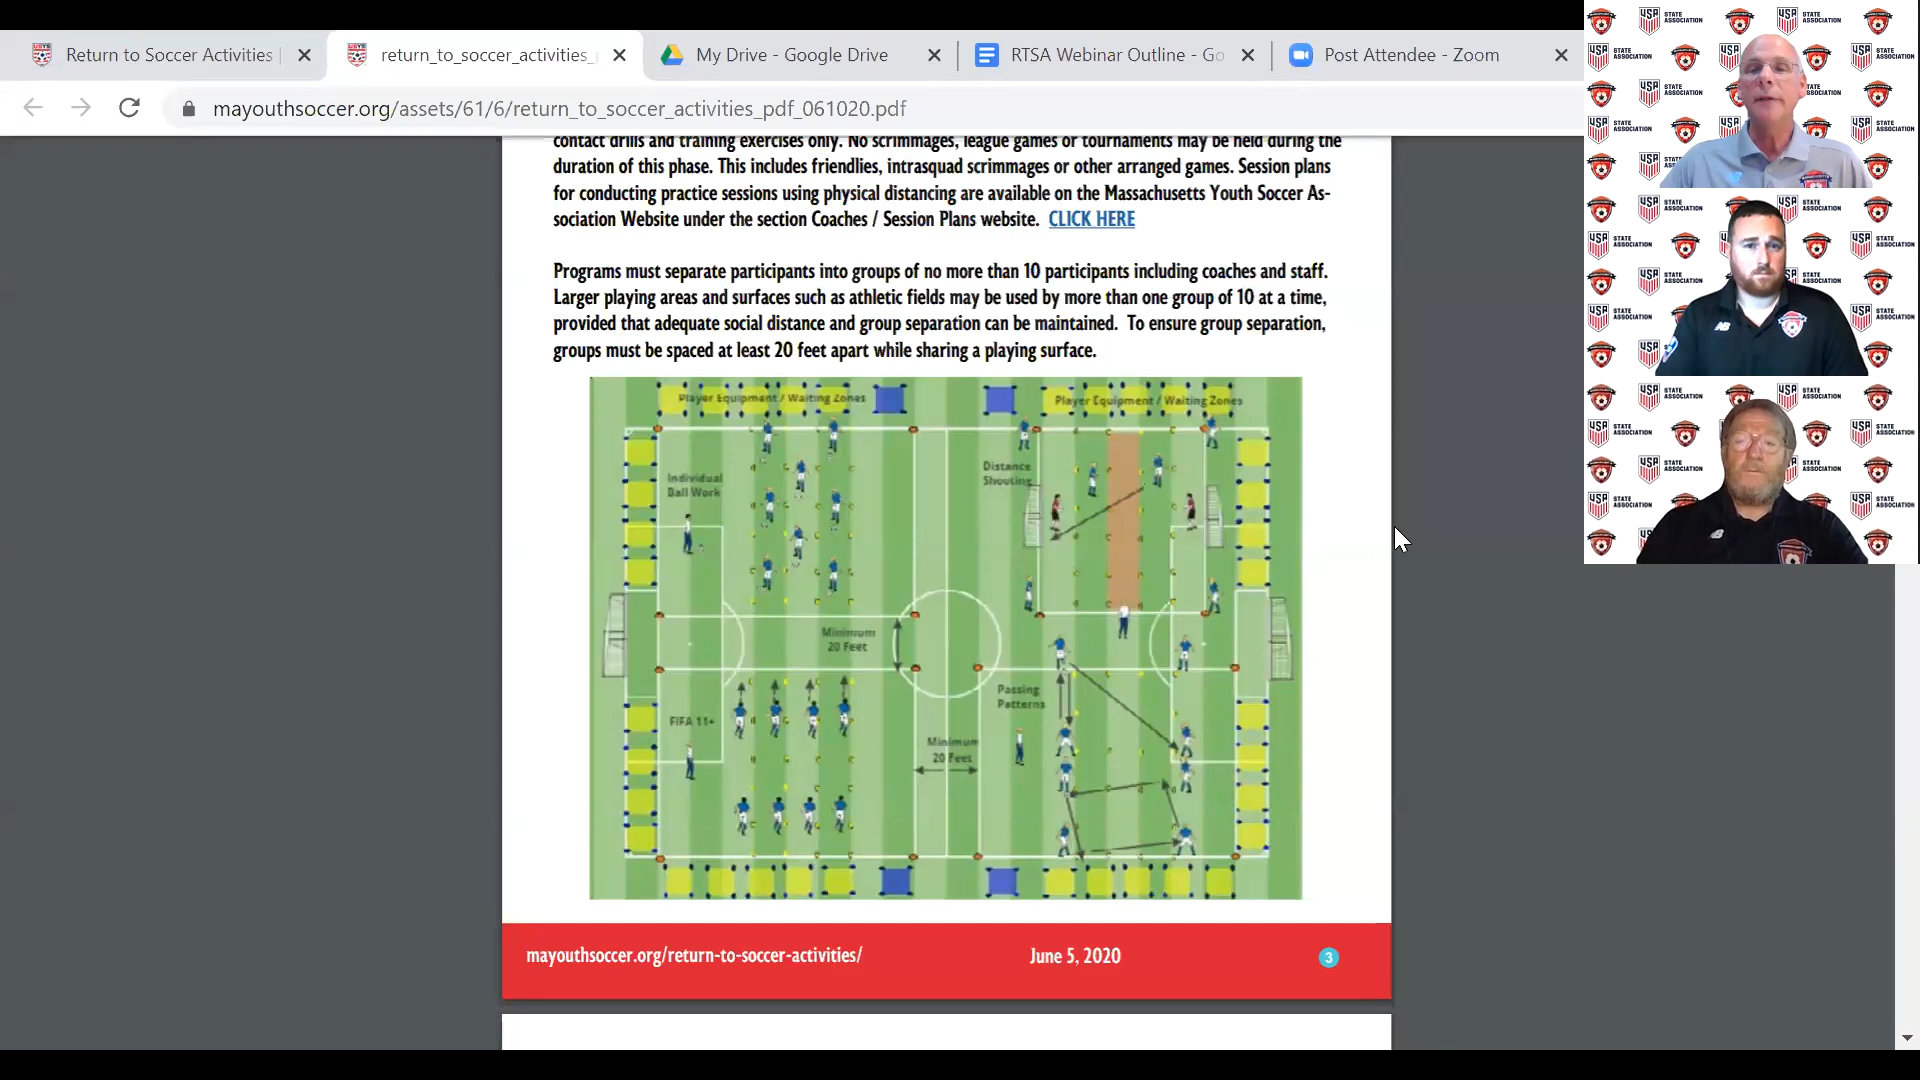 Return to Soccer Activities
return_to_soccer_activities_
My Drive - Google Drive
RTSA Webinar Outline - Go
Post Attendee - Zoom
mayouthsoccer.org/assets/61/6/return_to_soccer_activities_pdf_061020.pdf
contact drills and training exercises only. No scrimmages, league games or tournaments may be held during the
duration of this phase. This includes friendlies, intrasquad scrimmages or other arranged games. Session plans
for conducting practice sessions using physical distancing are available on the Massachusetts Youth Soccer As-
sociation Website under the section Coaches / Session Plans website. CLICK HERE
Programs must separate participants into groups of no more than 10 participants including coaches and staff.
Larger playing areas and surfaces such as athletic fields may be used by more than one group of 10 at a time,
provided that adequate social distance and group separation can be maintained. To ensure group separation,
groups must be spaced at least 20 feet apart while sharing a playing surface.
Player Equipment / Waiting Zones
Player Equipment / Waiting Zones
Individual
Ball Work
Distance
Shooting
Minimum
20 Feet
FIFA 11+
Passing
Patterns
Minimum
20 Feet
mayouthsoccer.org/return-to-soccer-activities/
June 5, 2020
3
USA
STATE
ASSOCIATION